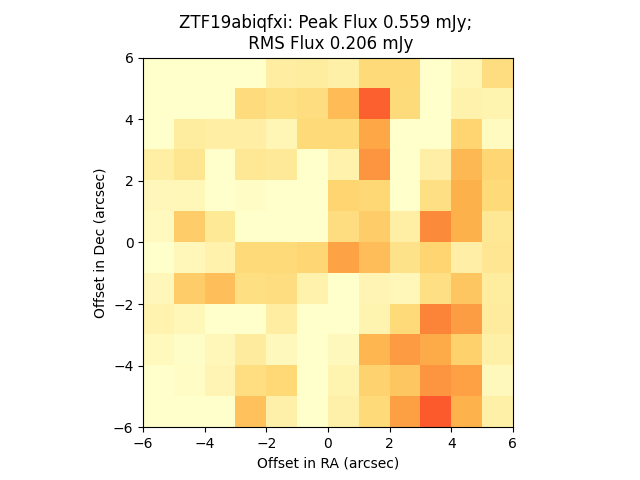 ZTF19abiqfxi: Peak Flux 0.559 mJy;
RMS Flux 0.206 mJy
6
4
2
0
−2
−4
−6
Offset in Dec (arcsec)
−6 −4 −2 0 2 4 6
Offset in RA (arcsec)